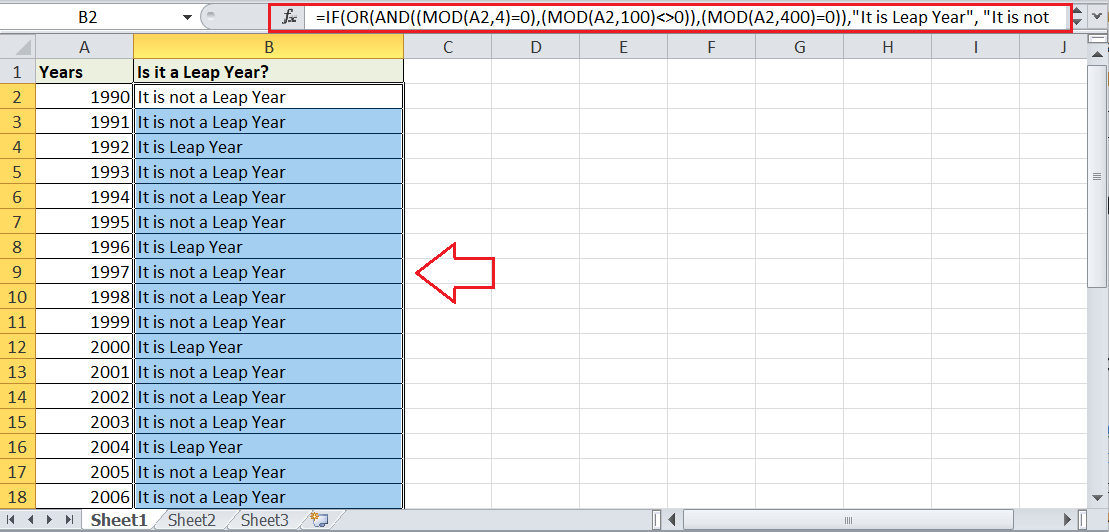 B2 fx =IF(OR(AND((MOD(A2,4)=0),(MOD(A2,100)<>0)),(MOD(A2,400)=0)),"It is Leap Year", "It is not
A B C D E F G H I J
1 Years Is it a Leap Year?
2 1990 It is not a Leap Year
3 1991 It is not a Leap Year
4 1992 It is Leap Year
5 1993 It is not a Leap Year
6 1994 It is not a Leap Year
7 1995 It is not a Leap Year
8 1996 It is Leap Year
9 1997 It is not a Leap Year
10 1998 It is not a Leap Year
11 1999 It is not a Leap Year
12 2000 It is Leap Year
13 2001 It is not a Leap Year
14 2002 It is not a Leap Year
15 2003 It is not a Leap Year
16 2004 It is Leap Year
17 2005 It is not a Leap Year
18 2006 It is not a Leap Year
Sheet1 Sheet2 Sheet3